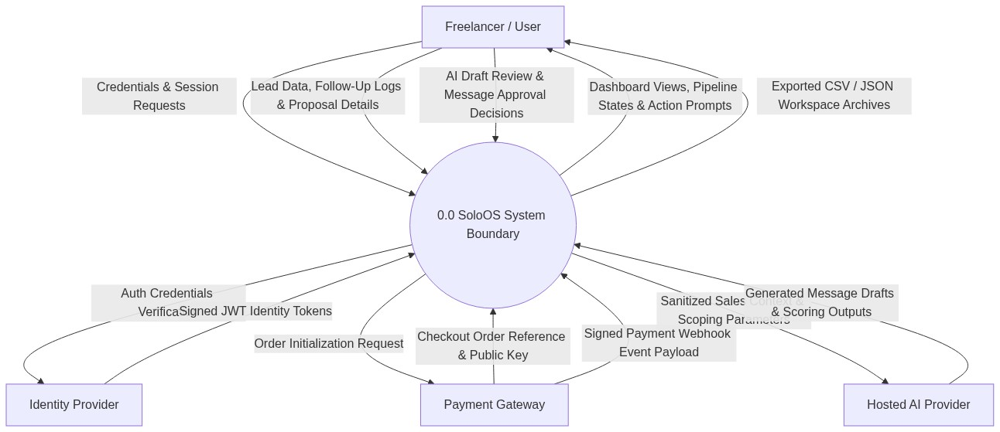 Freelancer / User
Credentials & Session
Requests
Lead Data, Follow-Up Logs
& Proposal Details
AI Draft Review &
Message Approval
Decisions
Dashboard Views, Pipeline
States & Action Prompts
Exported CSV / JSON
Workspace Archives
0.0 SoloOS System
Boundary
Auth Credentials
Signed JWT Identity Tokens
Order Initialization Request
Checkout Order Reference
& Public Key
Signed Payment Webhook
Event Payload
Sanitized Sales Context &
Scoping Parameters
Generated Message Drafts
& Scoring Outputs
Identity Provider
Payment Gateway
Hosted AI Provider